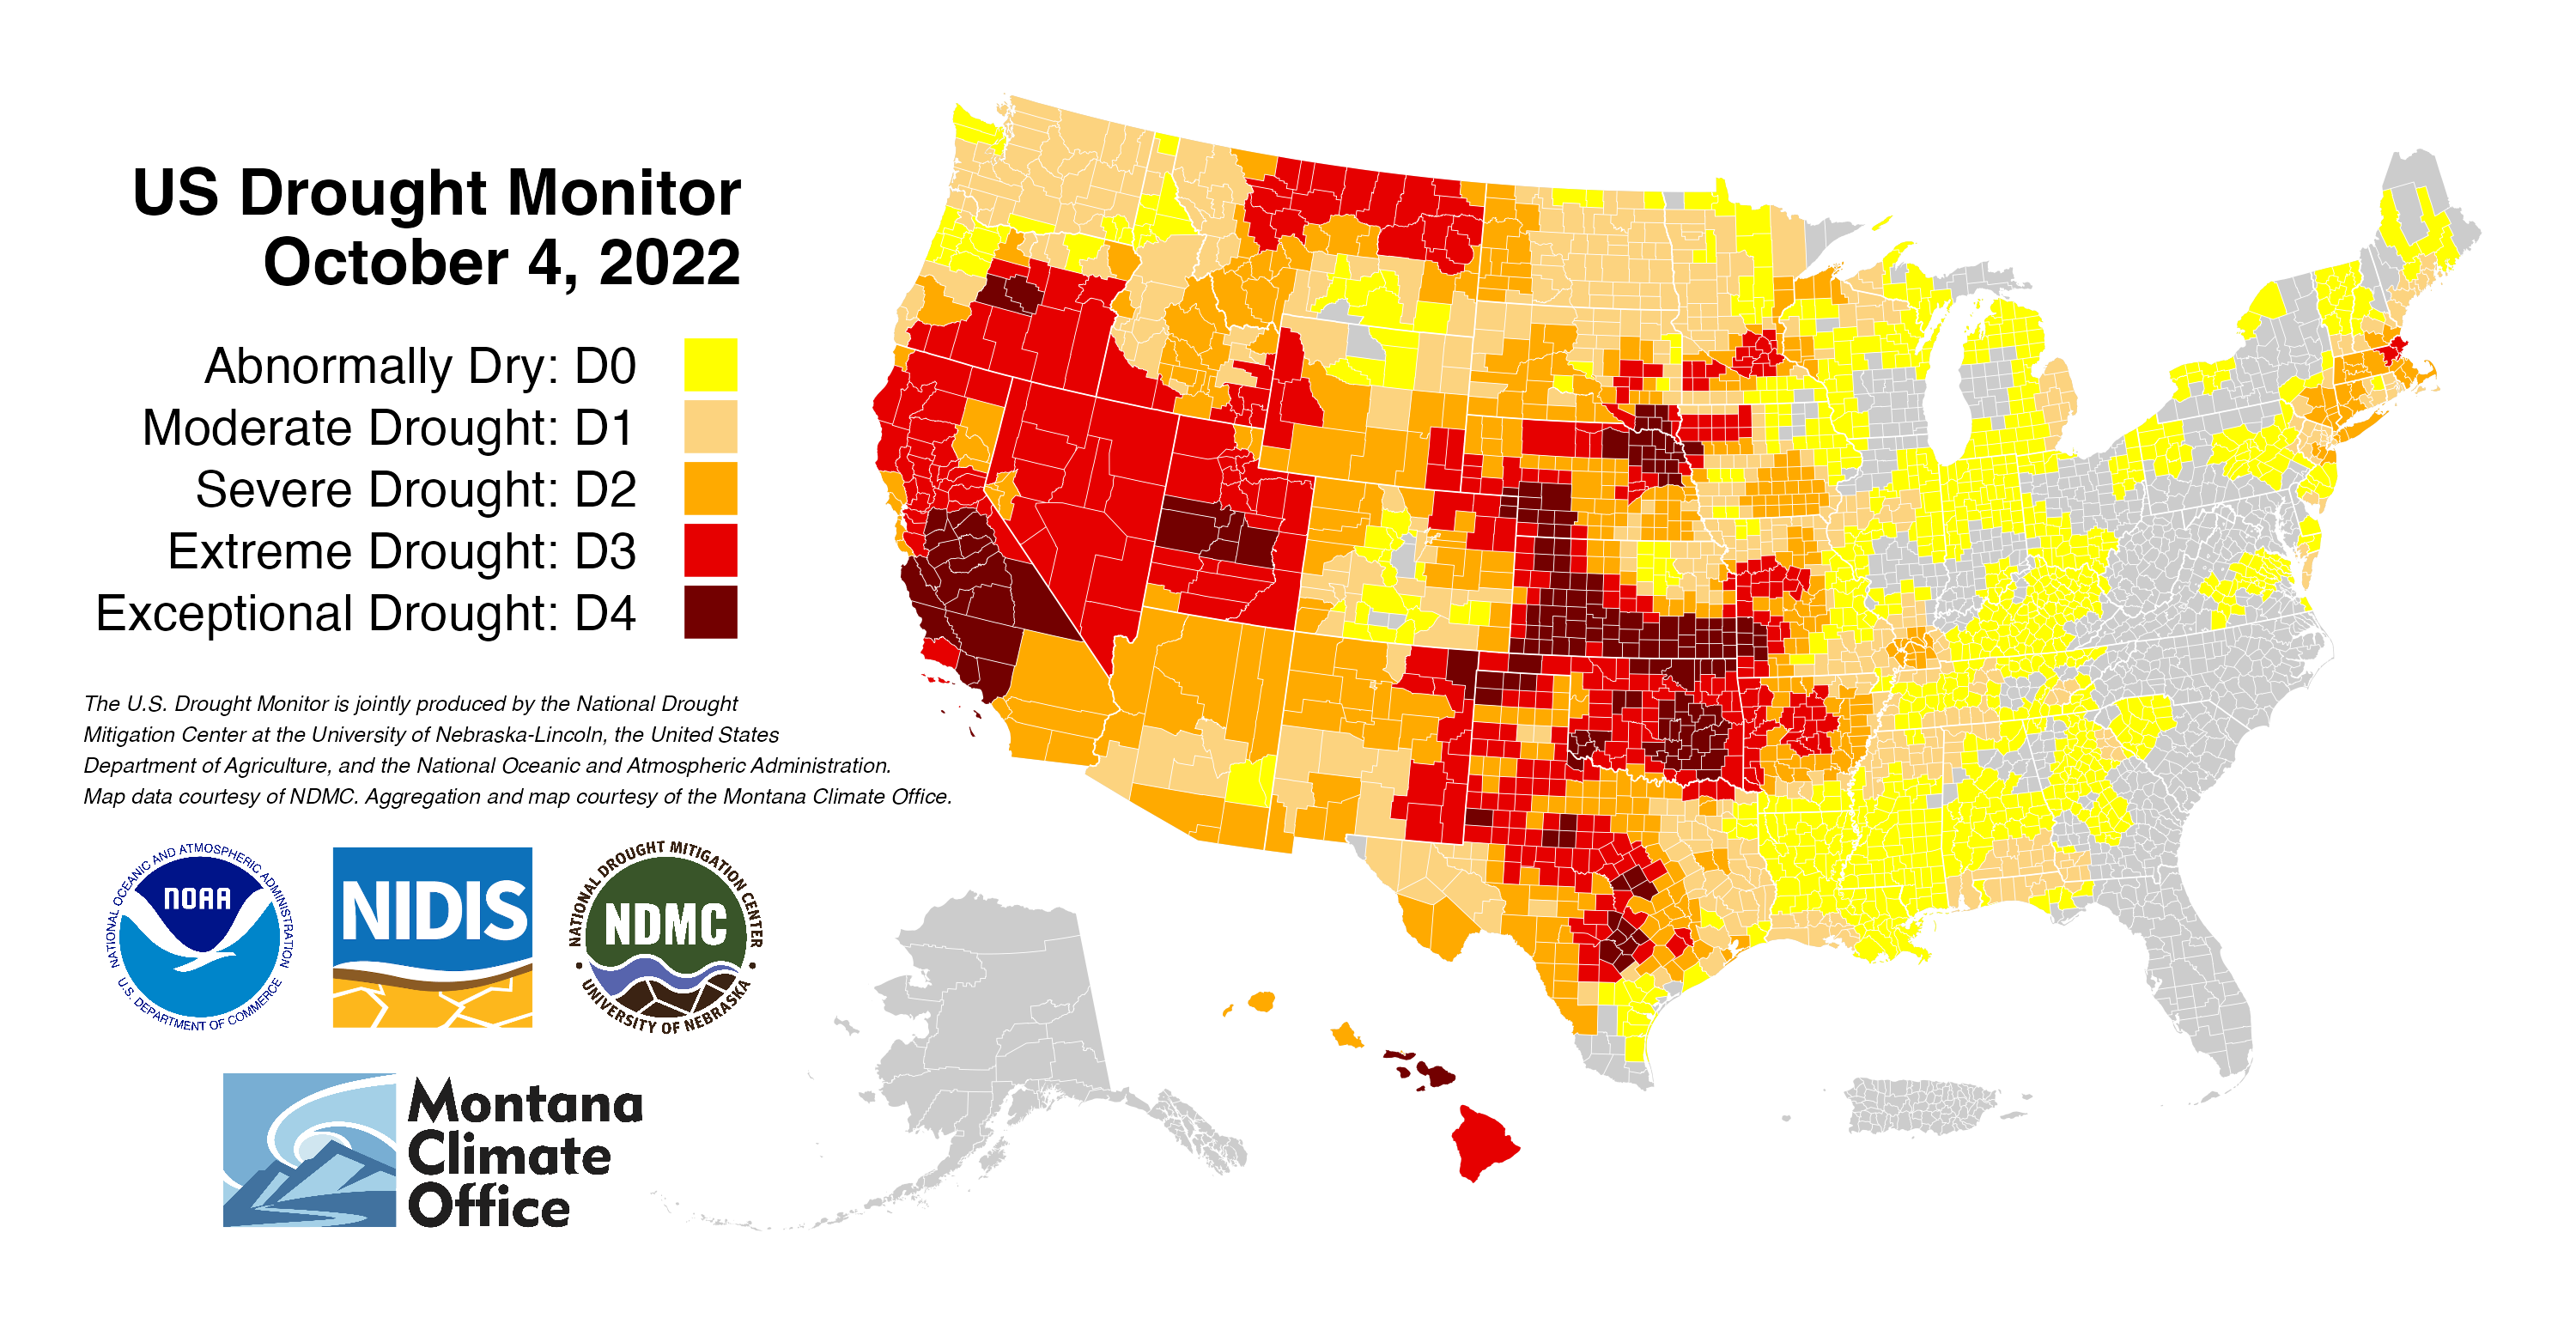 US Drought Monitor
October 4, 2022
Abnormally Dry: D0
Moderate Drought: D1
Severe Drought: D2
Extreme Drought: D3
Exceptional Drought: D4
The U.S. Drought Monitor is jointly produced by the National Drought
Mitigation Center at the University of Nebraska-Lincoln, the United States
Department of Agriculture, and the National Oceanic and Atmospheric Administration.
Map data courtesy of NDMC. Aggregation and map courtesy of the Montana Climate Office.
NATIONAL OCEANIC AND ATMOSPHERIC ADMINISTRATION
NOAA
U.S. DEPARTMENT OF COMMERCE
NIDIS
NATIONAL DROUGHT MITIGATION CENTER
NDMC
UNIVERSITY OF NEBRASKA
Montana
Climate
Office